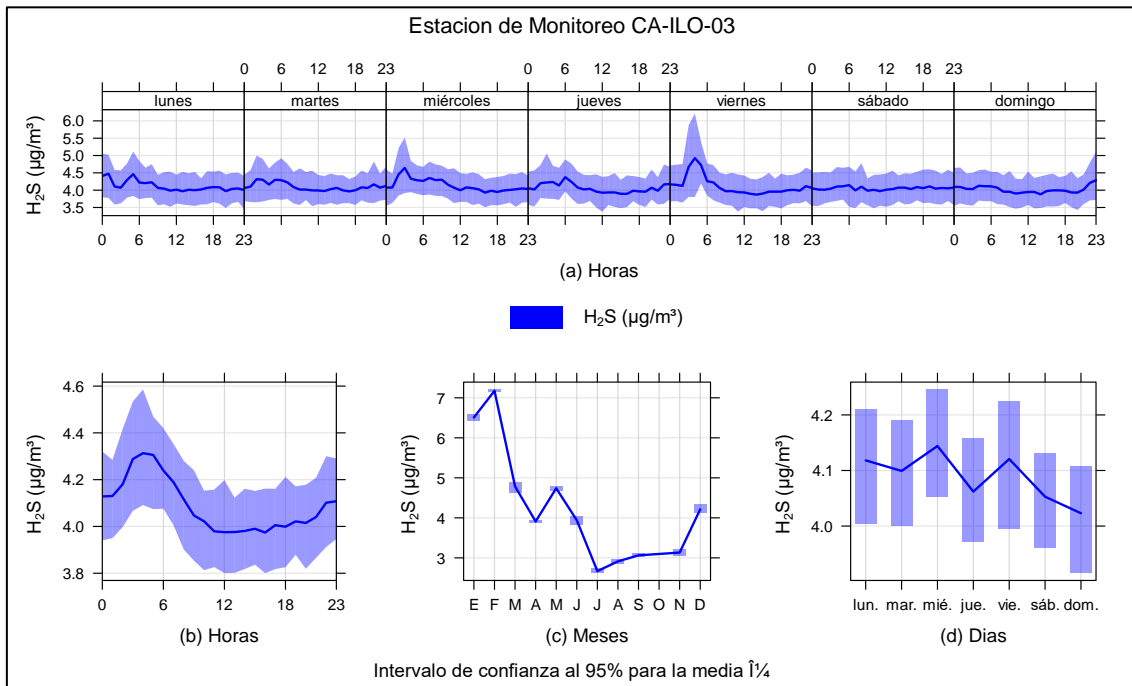 Estacion de Monitoreo CA-ILO-03
0 6 12 18 23 0 6 12 18 23 0 6 12 18 23
lunes martes miércoles jueves viernes sábado domingo
H₂S (µg/m³)
6.0
5.5
5.0
4.5
4.0
3.5
0 6 12 18 23 0 6 12 18 23 0 6 12 18 23 0 6 12 18 23
(a) Horas
H₂S (µg/m³)
H₂S (µg/m³)
4.6
4.4
4.2
4.0
3.8
0 6 12 18 23
(b) Horas
H₂S (µg/m³)
7
6
5
4
3
E F M A M J J A S O N D
(c) Meses
H₂S (µg/m³)
4.2
4.1
4.0
lun. mar. mié. jue. vie. sáb. dom.
(d) Dias
Intervalo de confianza al 95% para la media Î¼